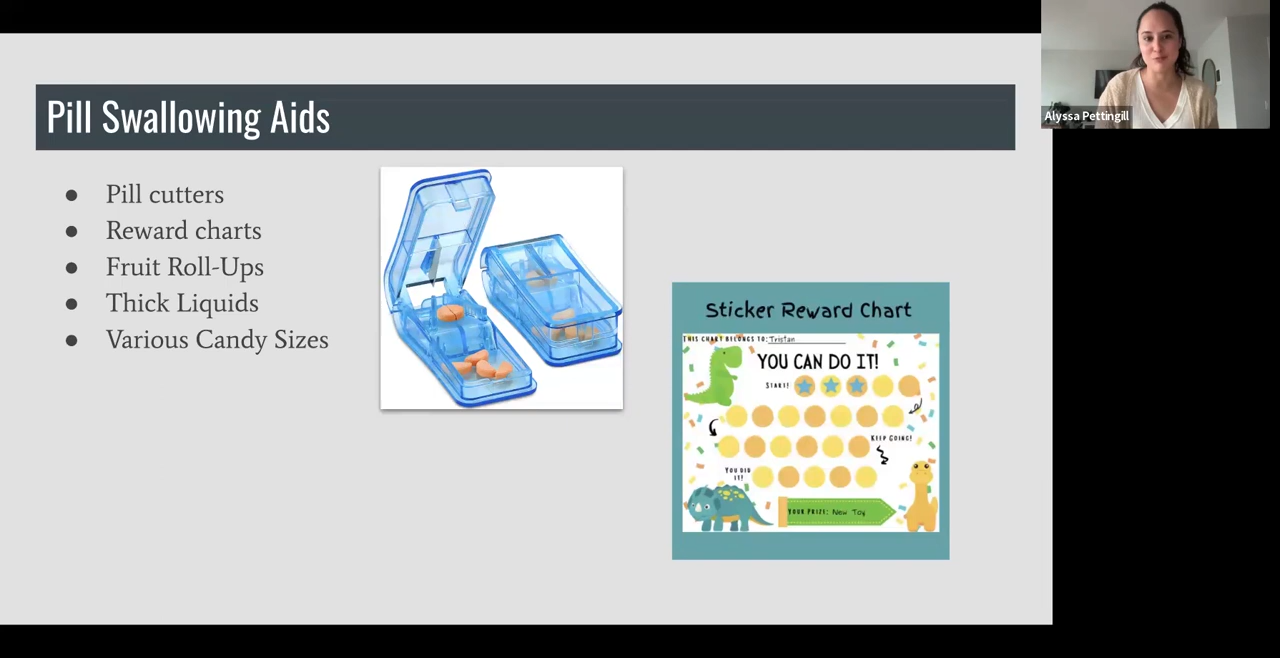 Pill Swallowing Aids
Alyssa Pettingill
● Pill cutters
● Reward charts
● Fruit Roll-Ups
● Thick Liquids
● Various Candy Sizes
Sticker Reward Chart
THIS CHART BELONGS TO: Tristan
YOU CAN DO IT!
START!
KEEP GOING!
YOU DID
IT!
YOUR PRIZE: New Toy